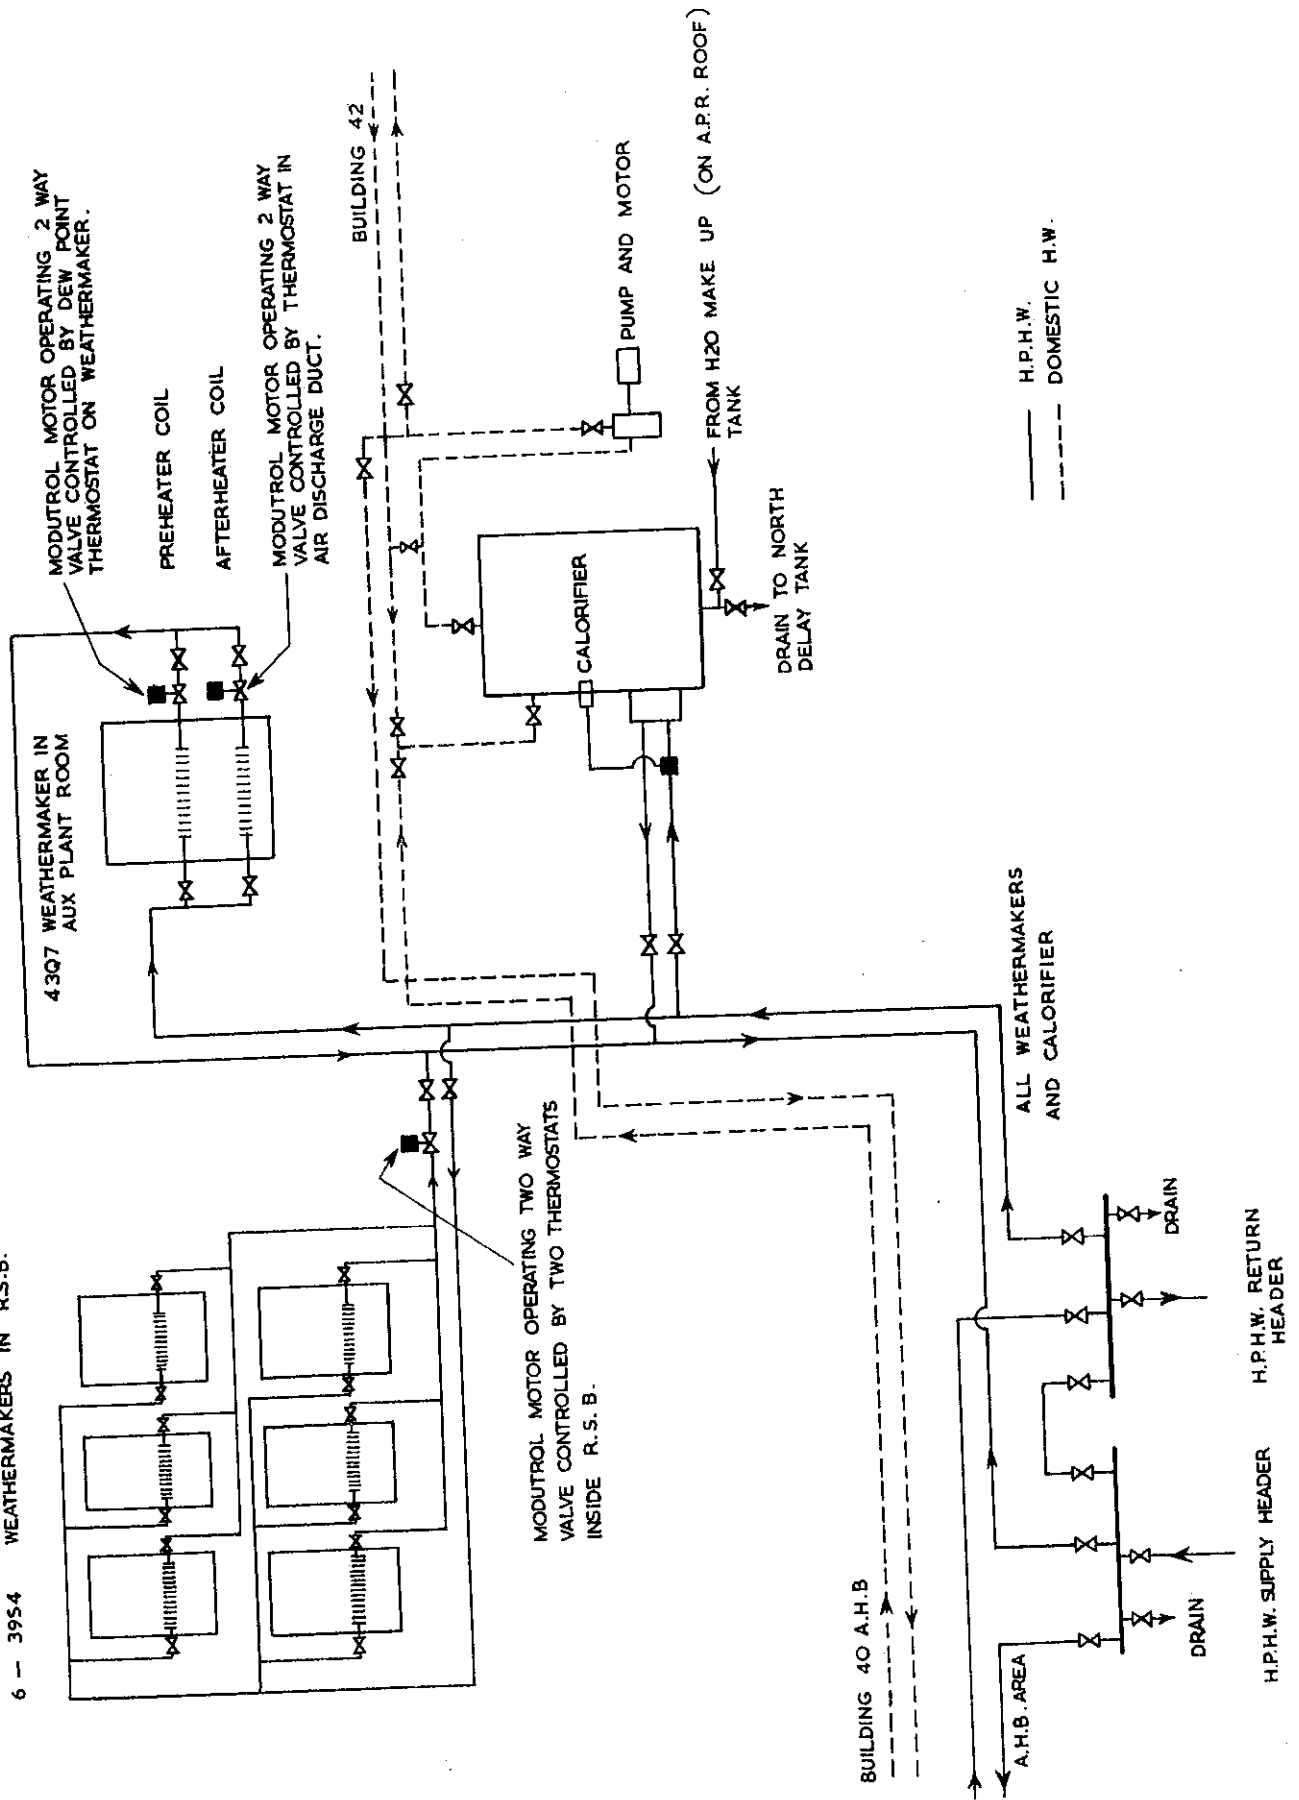 6 — 39S4 WEATHERMAKERS IN R.S.B.
43Q7 WEATHERMAKER IN
AUX PLANT ROOM
MODUTROL MOTOR OPERATING 2 WAY
VALVE CONTROLLED BY DEW POINT
THERMOSTAT ON WEATHERMAKER.
PREHEATER COIL
AFTERHEATER COIL
MODUTROL MOTOR OPERATING 2 WAY
VALVE CONTROLLED BY THERMOSTAT IN
AIR DISCHARGE DUCT.
BUILDING 42
MODUTROL MOTOR OPERATING TWO WAY
VALVE CONTROLLED BY TWO THERMOSTATS
INSIDE R.S.B.
CALORIFIER
PUMP AND MOTOR
FROM H2O MAKE UP (ON A.P.R. ROOF)
TANK
DRAIN TO NORTH
DELAY TANK
BUILDING 40 A.H.B
A.H.B. AREA
ALL WEATHERMAKERS
AND CALORIFIER
DRAIN
H.P.H.W. SUPPLY HEADER
DRAIN
H.P.H.W. RETURN
HEADER
H.P.H.W.
DOMESTIC H.W.